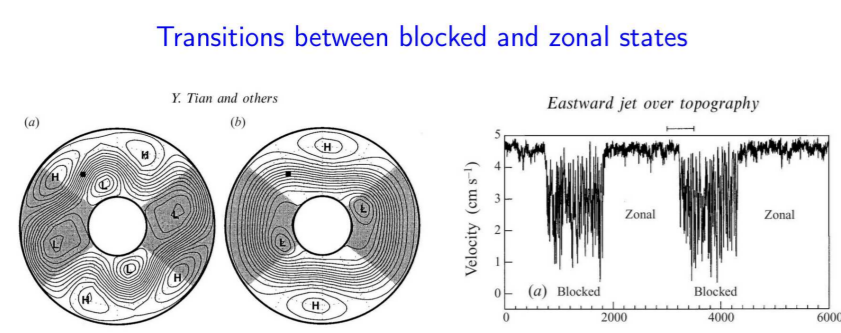 Transitions between blocked and zonal states
Y. Tian and others
(a)
(b)
H
H
L
L
L
L
H
H
H
L
L
H
Eastward jet over topography
Velocity (cm s⁻¹)
5
4
3
2
1
0
Zonal
Zonal
(a) Blocked
Blocked
0
2000
4000
6000